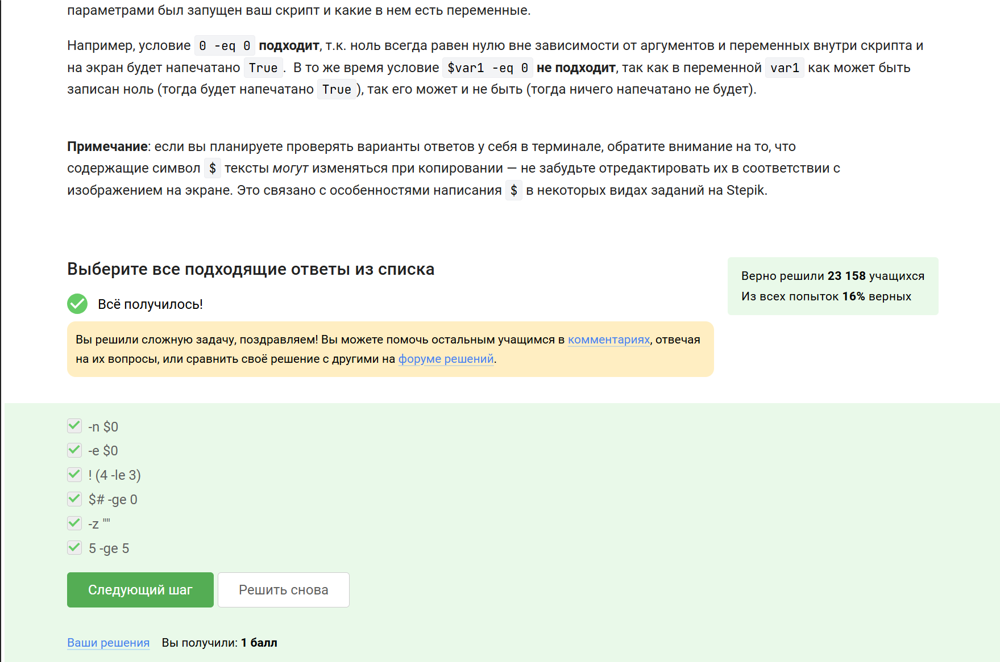 параметрами был запущен ваш скрипт и какие в нем есть переменные.
Например, условие 0 -eq 0 подходит, т.к. ноль всегда равен нулю вне зависимости от аргументов и переменных внутри скрипта и
на экран будет напечатано True . В то же время условие $var1 -eq 0 не подходит, так как в переменной var1 как может быть
записан ноль (тогда будет напечатано True ), так его может и не быть (тогда ничего напечатано не будет).
Примечание: если вы планируете проверять варианты ответов у себя в терминале, обратите внимание на то, что
содержащие символ $ тексты могут изменяться при копировании — не забудьте отредактировать их в соответствии с
изображением на экране. Это связано с особенностями написания $ в некоторых видах заданий на Stepik.
Выберите все подходящие ответы из списка
Верно решили 23 158 учащихся
Из всех попыток 16% верных
Всё получилось!
Вы решили сложную задачу, поздравляем! Вы можете помочь остальным учащимся в комментариях, отвечая
на их вопросы, или сравнить своё решение с другими на форуме решений.
-n $0
-e $0
! (4 -le 3)
$# -ge 0
-z ""
5 -ge 5
Следующий шаг
Решить снова
Ваши решения Вы получили: 1 балл